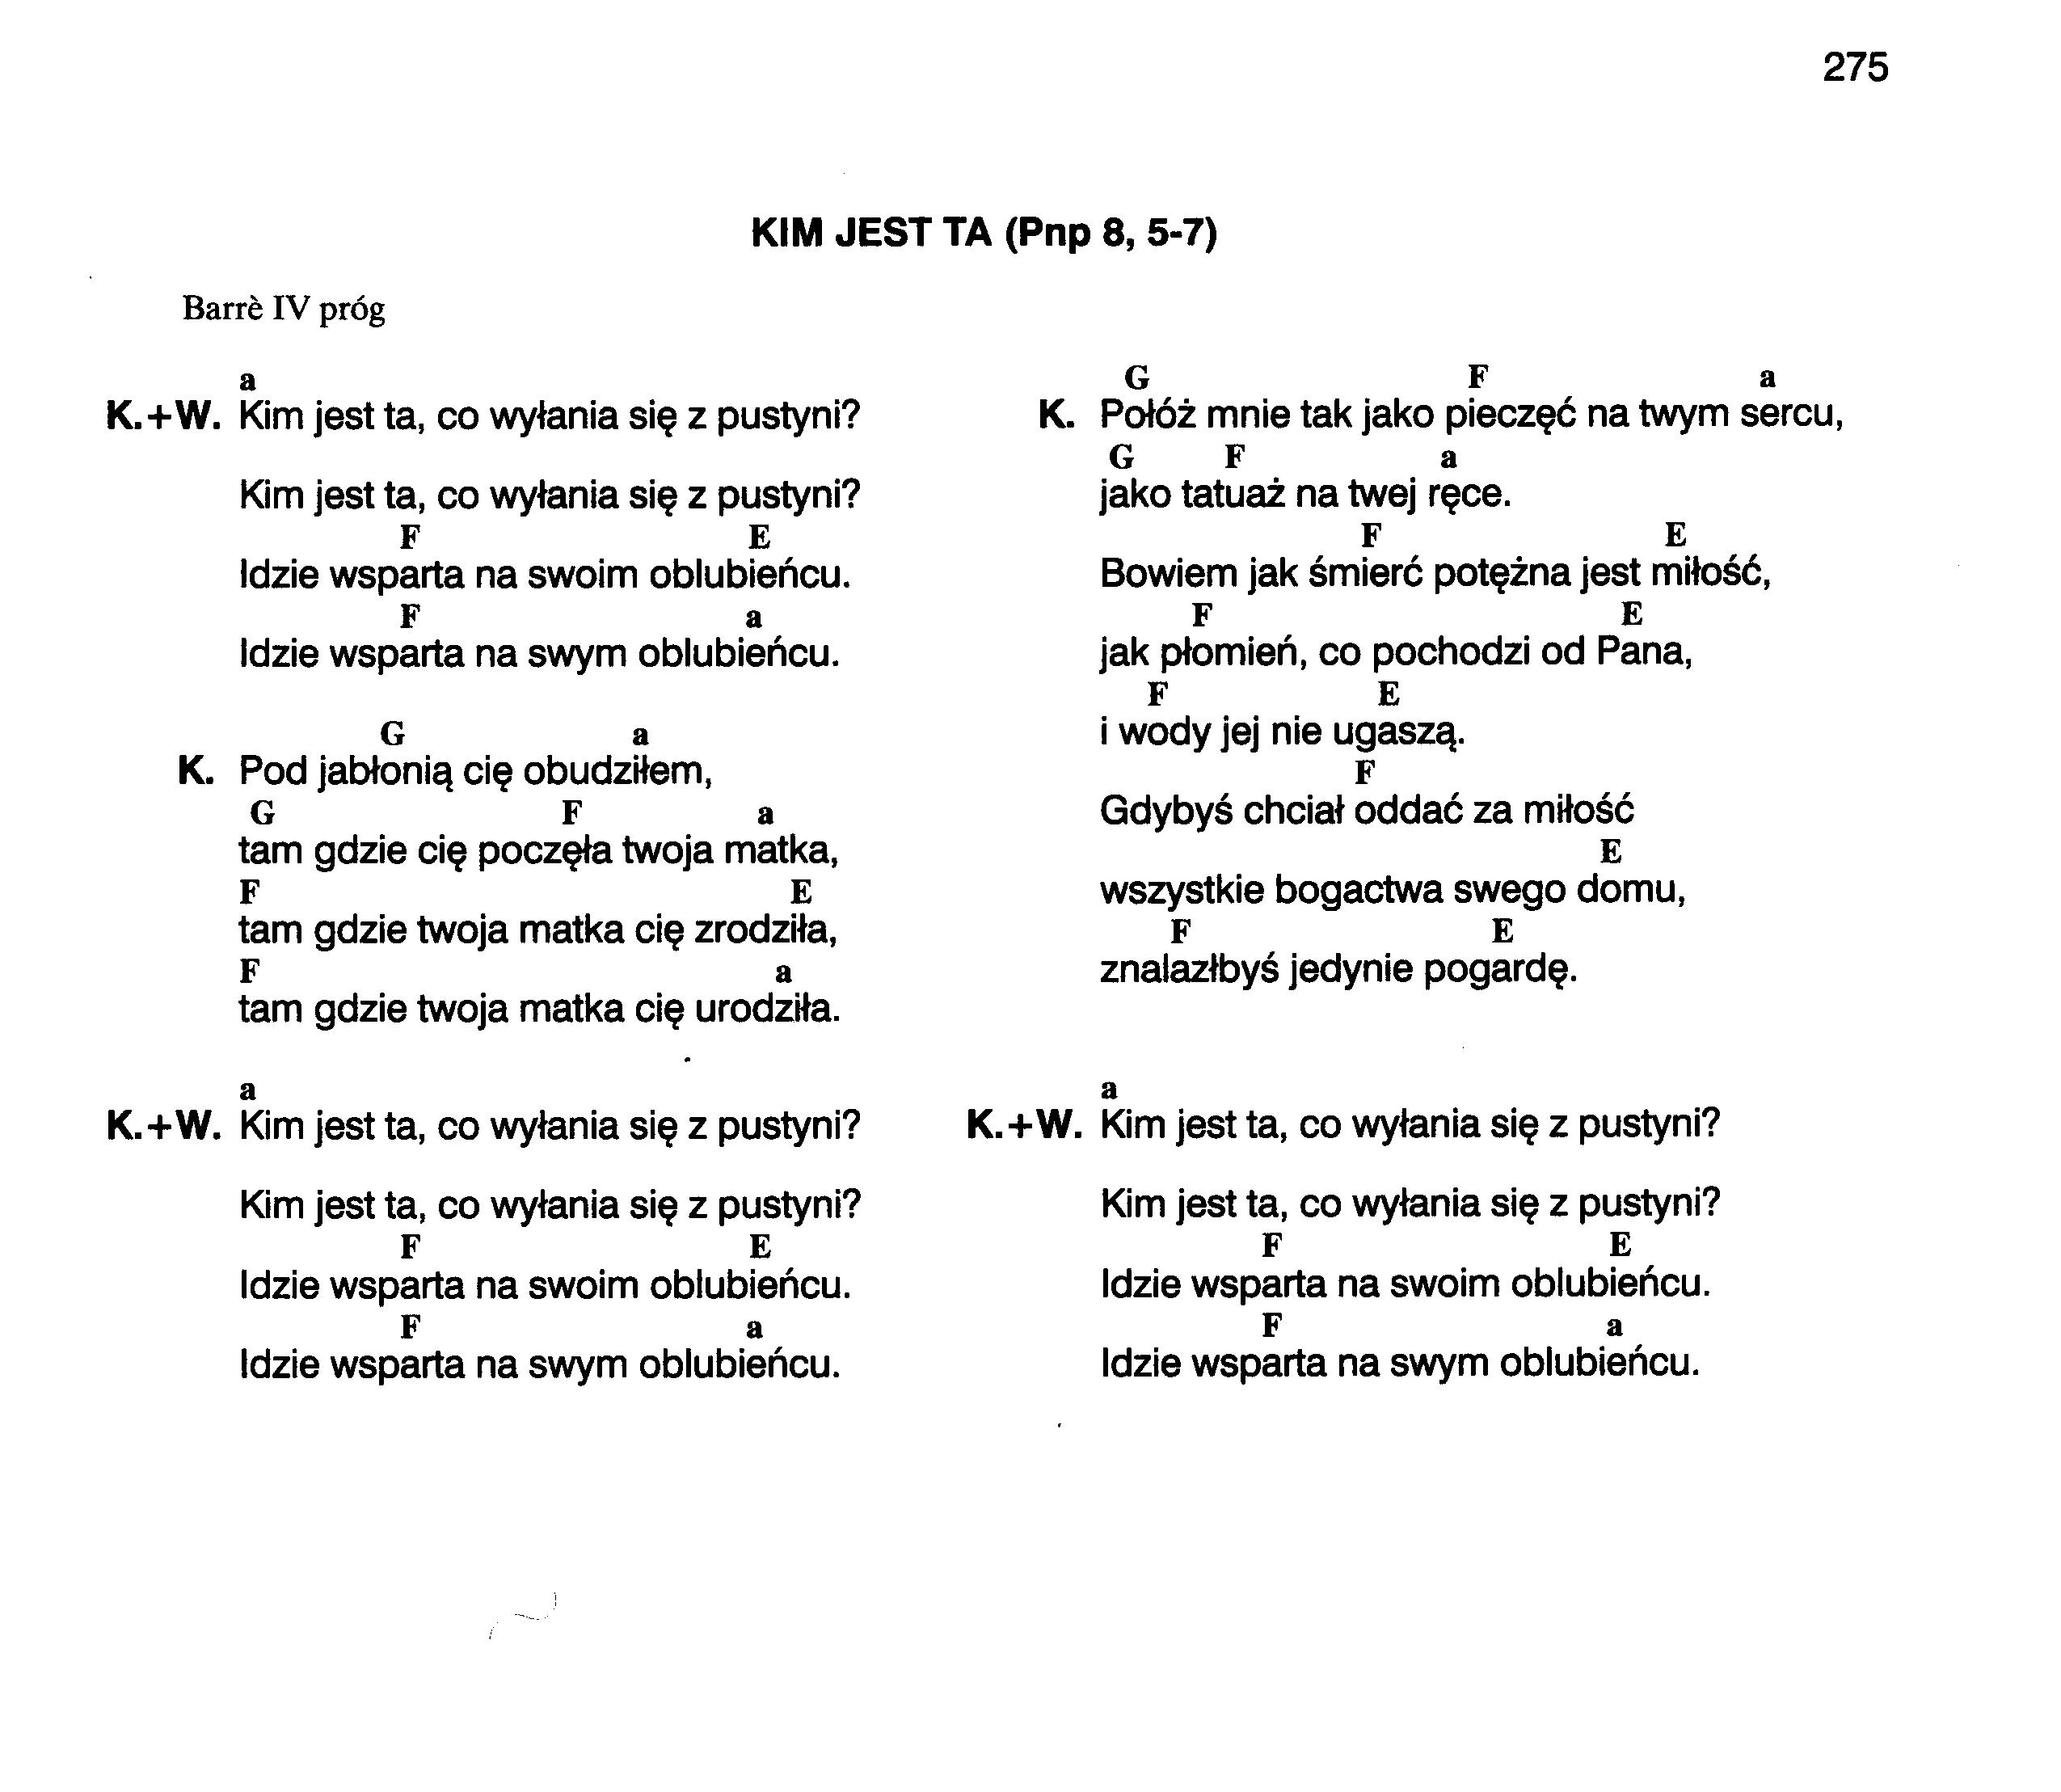 275
KIM JEST TA (Pnp 8, 5-7)
Barrè IV próg
a
K.+W. Kim jest ta, co wyłania się z pustyni?
Kim jest ta, co wyłania się z pustyni?
F E
Idzie wsparta na swoim oblubieńcu.
F a
Idzie wsparta na swym oblubieńcu.
G a
K. Pod jabłonią cię obudziłem,
G F a
tam gdzie cię poczęła twoja matka,
F E
tam gdzie twoja matka cię zrodziła,
F a
tam gdzie twoja matka cię urodziła.
a
K.+W. Kim jest ta, co wyłania się z pustyni?
Kim jest ta, co wyłania się z pustyni?
F E
Idzie wsparta na swoim oblubieńcu.
F a
Idzie wsparta na swym oblubieńcu.
G F a
K. Połóż mnie tak jako pieczęć na twym sercu,
G F a
jako tatuaż na twej ręce.
F E
Bowiem jak śmierć potężna jest miłość,
F E
jak płomień, co pochodzi od Pana,
F E
i wody jej nie ugaszą.
F
Gdybyś chciał oddać za miłość
E
wszystkie bogactwa swego domu,
F E
znalazłbyś jedynie pogardę.
a
K.+W. Kim jest ta, co wyłania się z pustyni?
Kim jest ta, co wyłania się z pustyni?
F E
Idzie wsparta na swoim oblubieńcu.
F a
Idzie wsparta na swym oblubieńcu.